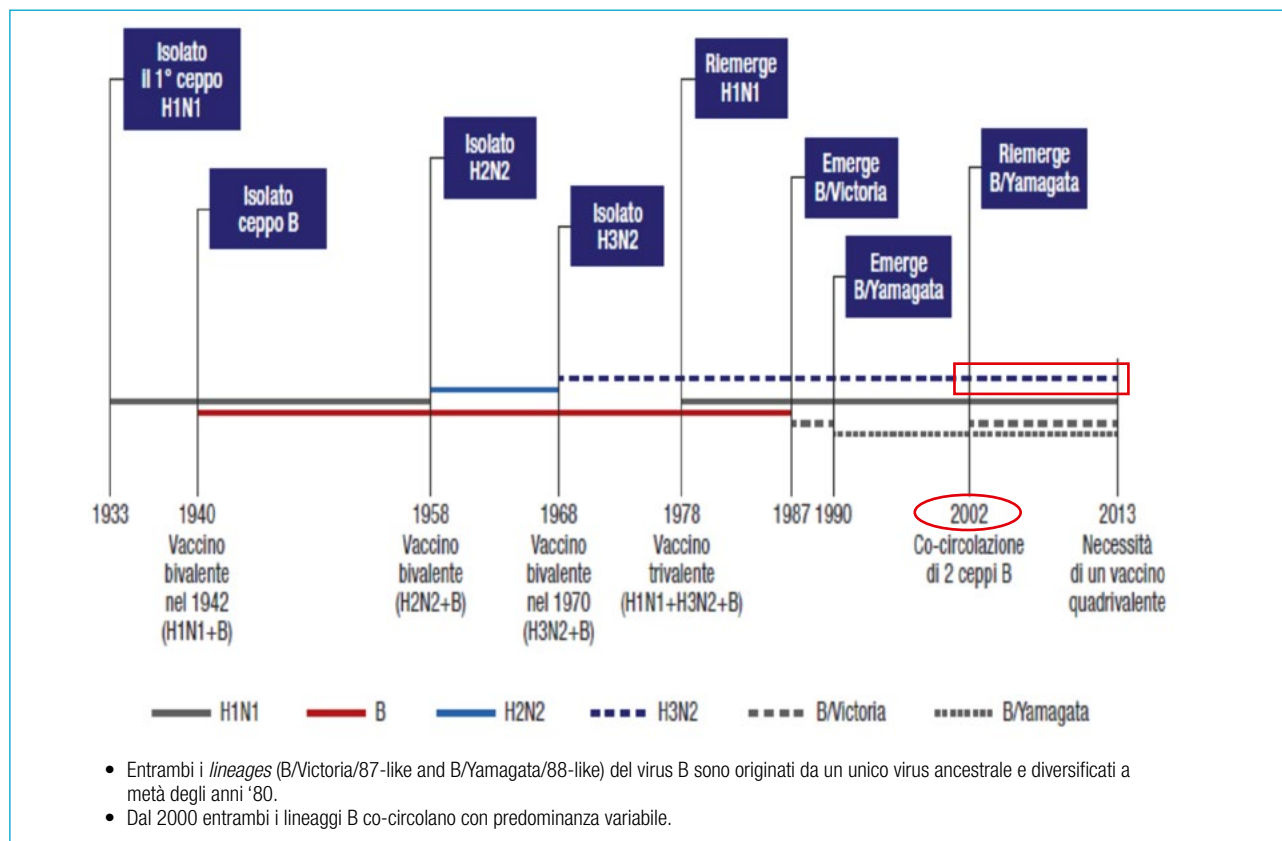 Isolato
il 1° ceppo
H1N1
Riemerge
H1N1
Isolato
H2N2
Emerge
B/Victoria
Riemerge
B/Yamagata
Isolato
ceppo B
Isolato
H3N2
Emerge
B/Yamagata
1933
1940
Vaccino
bivalente
nel 1942
(H1N1+B)
1958
Vaccino
bivalente
(H2N2+B)
1968
Vaccino
bivalente
nel 1970
(H3N2+B)
1978
Vaccino
trivalente
(H1N1+H3N2+B)
1987
1990
2002
Co-circolazione
di 2 ceppi B
2013
Necessità
di un vaccino
quadrivalente
H1N1
B
H2N2
H3N2
B/Victoria
B/Yamagata
• Entrambi i lineages (B/Victoria/87-like and B/Yamagata/88-like) del virus B sono originati da un unico virus ancestrale e diversificati a
metà degli anni ‘80.
• Dal 2000 entrambi i lineaggi B co-circolano con predominanza variabile.